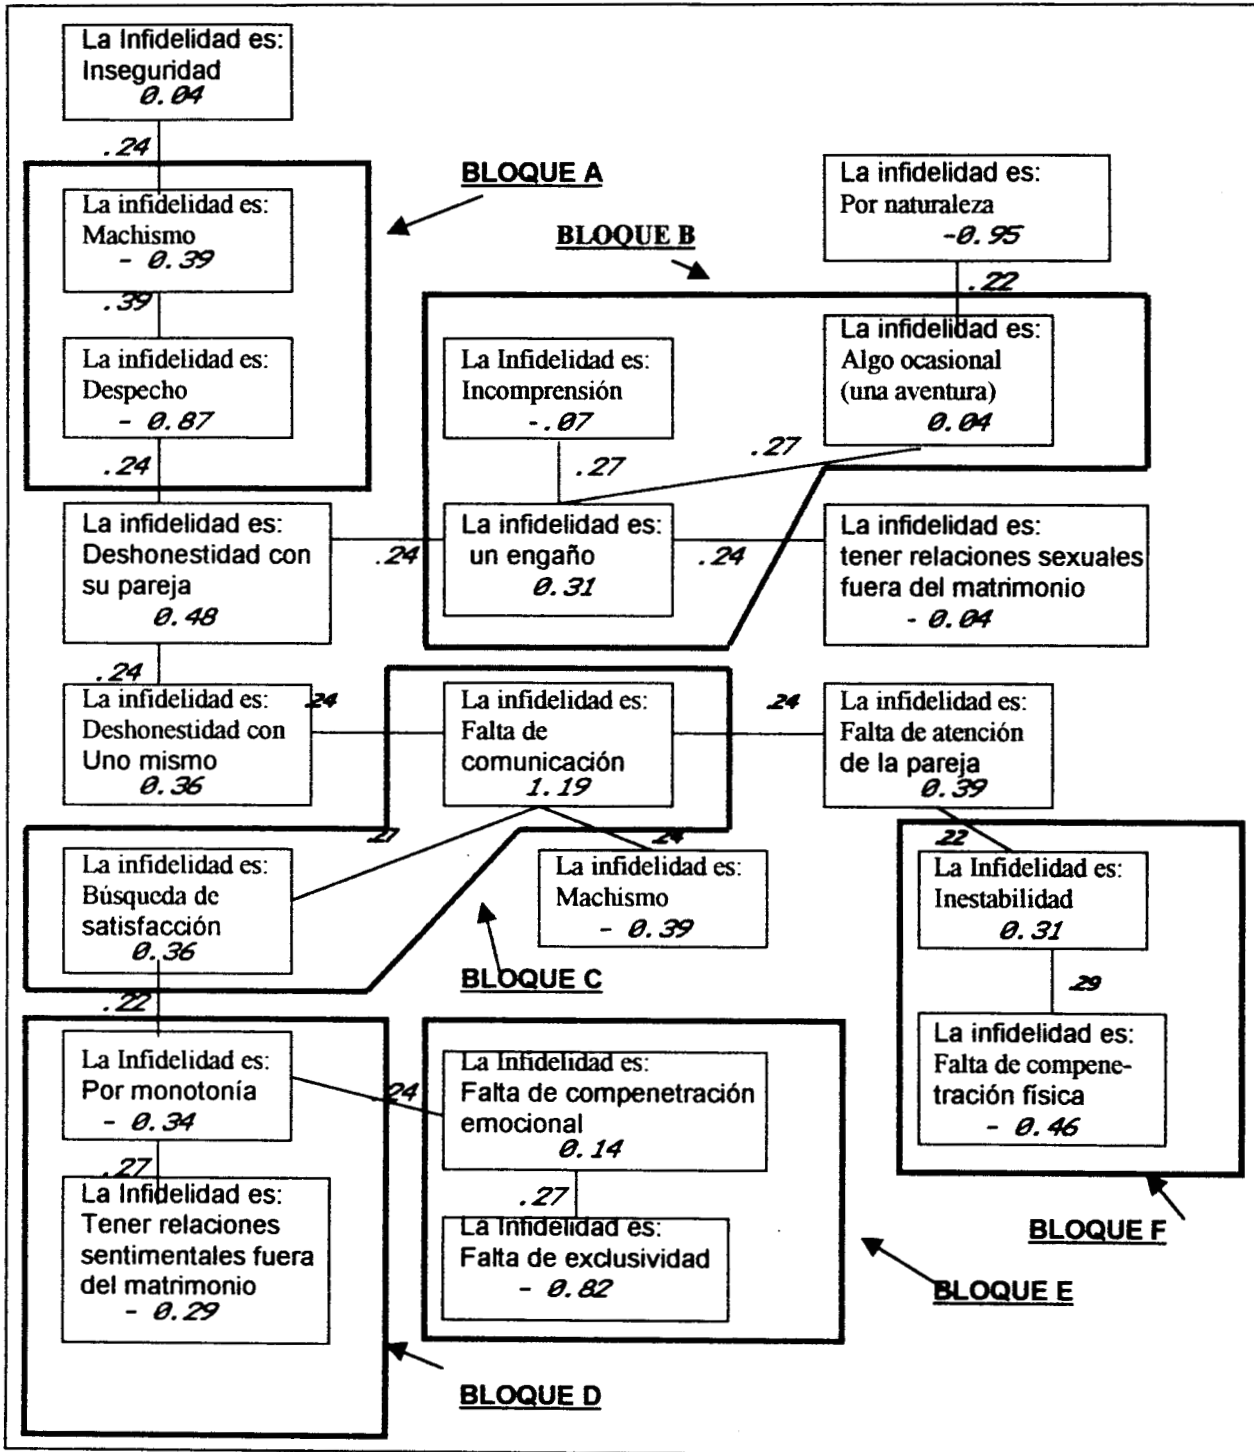 La Infidelidad es:
Inseguridad
0.04
.24
BLOQUE A
La infidelidad es:
Machismo
- 0.39
.39
La infidelidad es:
Despecho
- 0.87
.24
BLOQUE B
La infidelidad es:
Por naturaleza
-0.95
.22
La Infidelidad es:
Incomprensión
-.07
.27
La infidelidad es:
Algo ocasional
(una aventura)
0.04
.27
La infidelidad es:
Deshonestidad con
su pareja
0.48
.24
La infidelidad es:
un engaño
0.31
.24
La infidelidad es:
tener relaciones sexuales
fuera del matrimonio
- 0.04
.24
La infidelidad es:
Deshonestidad con
Uno mismo
0.36
.24
La infidelidad es:
Falta de
comunicación
1.19
.24
La infidelidad es:
Falta de atención
de la pareja
0.39
.27
.24
.22
La infidelidad es:
Búsqueda de
satisfacción
0.36
La infidelidad es:
Machismo
- 0.39
BLOQUE C
La Infidelidad es:
Inestabilidad
0.31
.29
La infidelidad es:
Falta de compene-
tración física
- 0.46
BLOQUE F
.22
La Infidelidad es:
Por monotonía
- 0.34
.27
.24
La Infidelidad es:
Falta de compenetración
emocional
0.14
.27
La Infidelidad es:
Tener relaciones
sentimentales fuera
del matrimonio
- 0.29
La Infidelidad es:
Falta de exclusividad
- 0.82
BLOQUE E
BLOQUE D